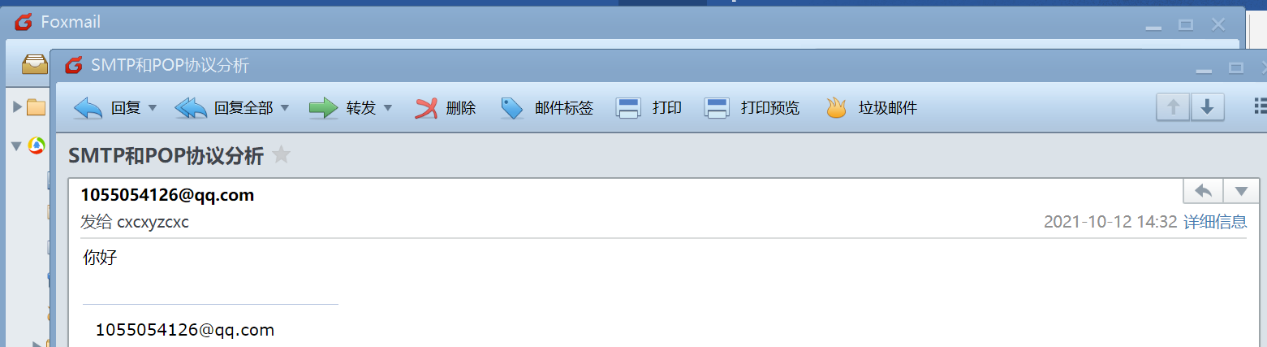 Foxmail
SMTP和POP协议分析
回复 回复全部 转发 删除 邮件标签 打印 打印预览 垃圾邮件
SMTP和POP协议分析
1055054126@qq.com
发给 cxcxyzcxc 2021-10-12 14:32 详细信息
你好
1055054126@qq.com